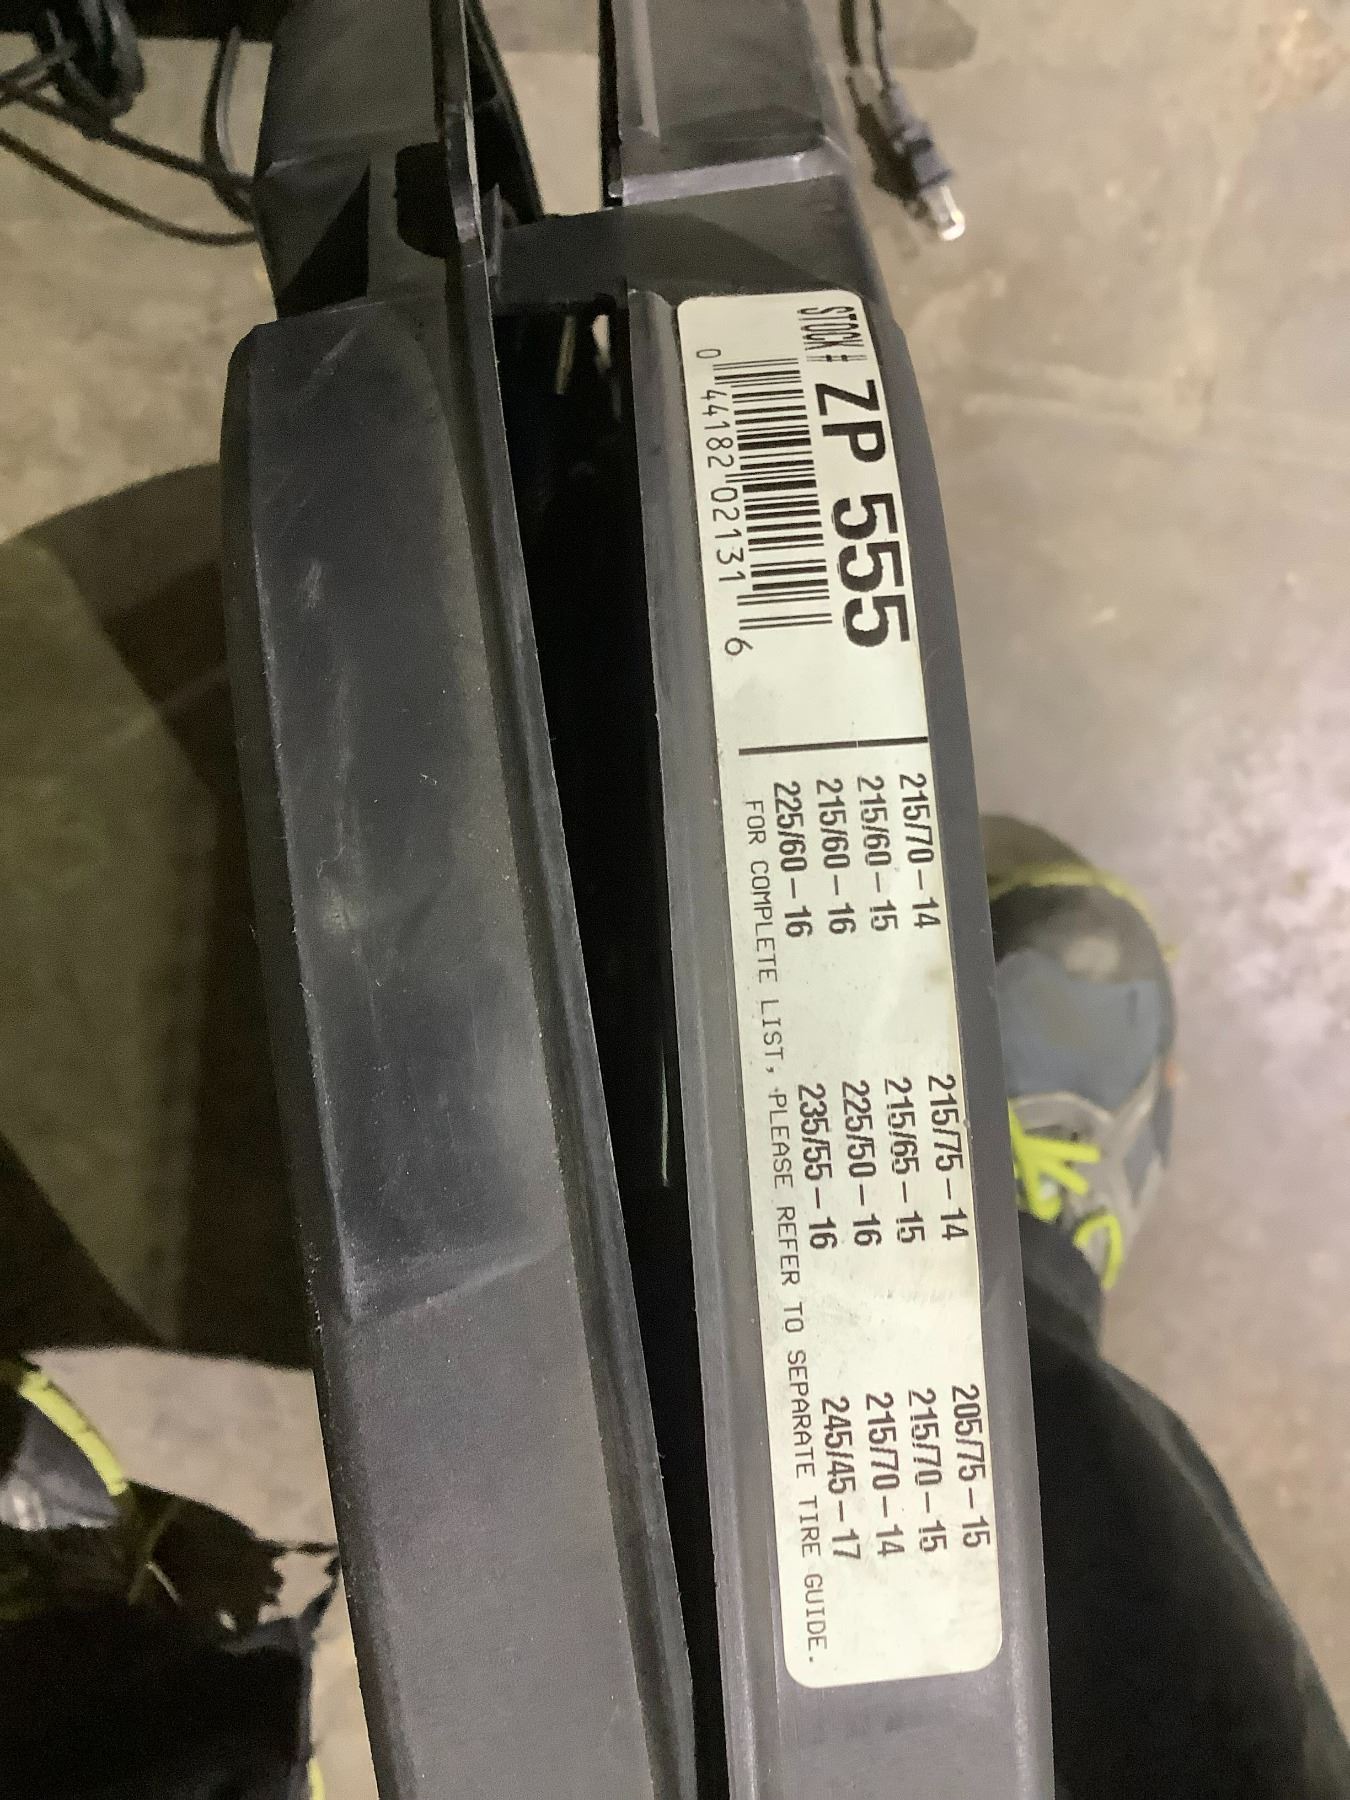 STOCK # ZP 555
0 44182 02131 6
215/70–14 215/75–14 205/75–15
215/60–15 215/65–15 215/70–15
215/60–16 225/50–16 215/70–14
225/60–16 235/55–16 245/45–17
FOR COMPLETE LIST, PLEASE REFER TO SEPARATE TIRE GUIDE.